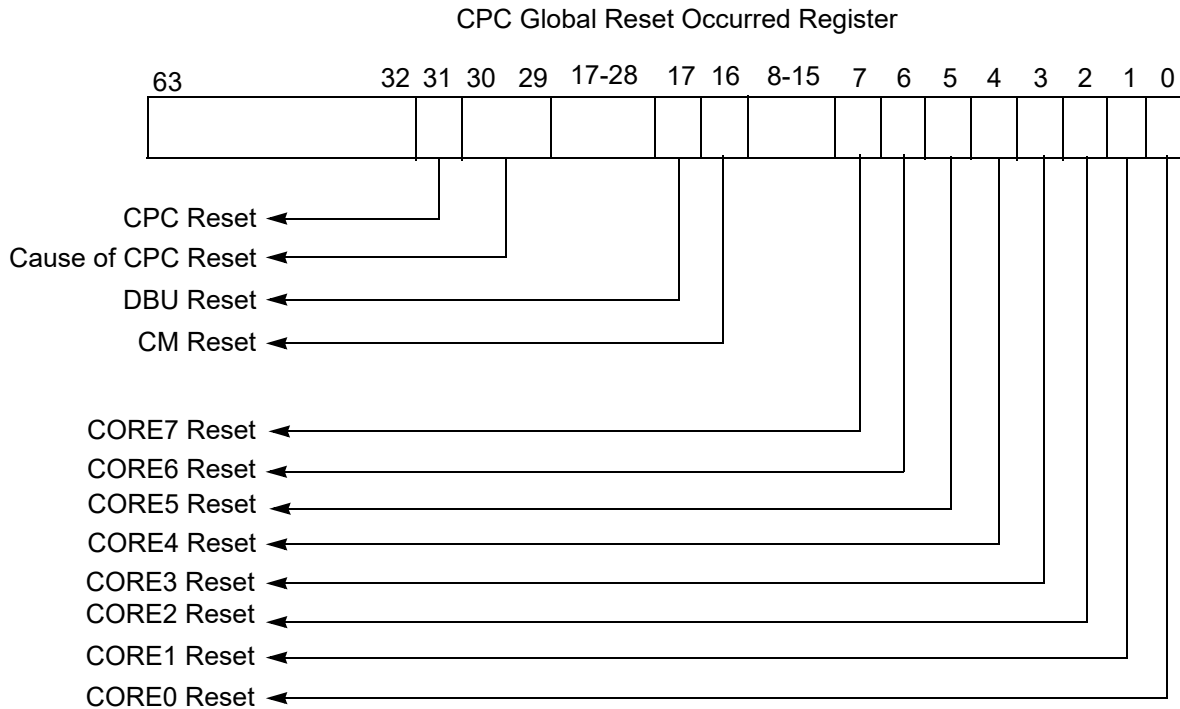 CPC Global Reset Occurred Register
63 32 31 30 29 17-28 17 16 8-15 7 6 5 4 3 2 1 0
CPC Reset
Cause of CPC Reset
DBU Reset
CM Reset
CORE7 Reset
CORE6 Reset
CORE5 Reset
CORE4 Reset
CORE3 Reset
CORE2 Reset
CORE1 Reset
CORE0 Reset